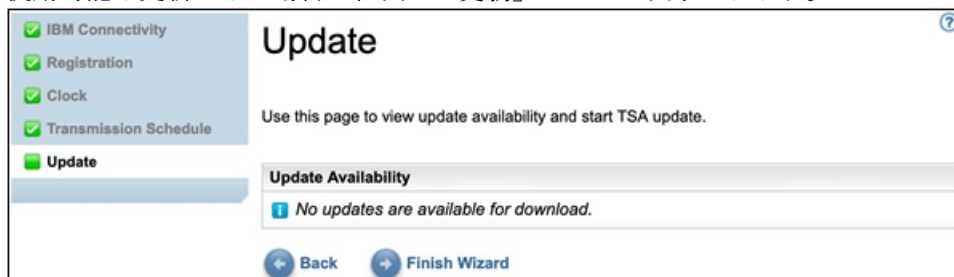 IBM Connectivity
Registration
Clock
Transmission Schedule
Update
Update
Use this page to view update availability and start TSA update.
Update Availability
No updates are available for download.
Back
Finish Wizard